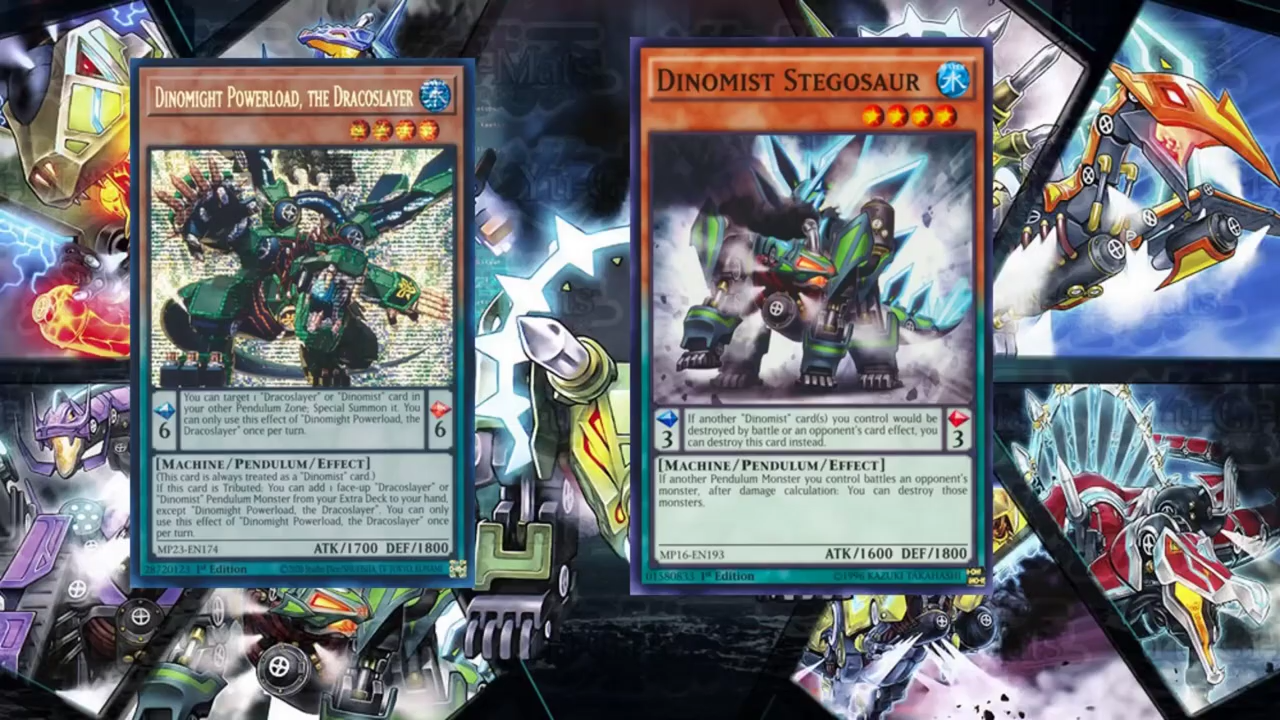 DINOMIGHT POWERLOAD, THE DRACOSLAYER
You can target 1 "Dracoslayer" or "Dinomist" card in
your other Pendulum Zone; Special Summon it. You
can only use this effect of "Dinomight Powerload, the
Dracoslayer" once per turn.
6
6
[MACHINE/PENDULUM/EFFECT]
(This card is always treated as a "Dinomist" card.)
If this card is Tributed: You can add 1 face-up "Dracoslayer" or
"Dinomist" Pendulum Monster from your Extra Deck to your hand,
except "Dinomight Powerload, the Dracoslayer". You can only
use this effect of "Dinomight Powerload, the Dracoslayer" once
per turn.
MP23-EN174
ATK/1700 DEF/1800
28720123 1st Edition
DINOMIST STEGOSAUR
水
If another "Dinomist" card(s) you control would be
destroyed by battle or an opponent's card effect, you
can destroy this card instead.
3
3
[MACHINE/PENDULUM/EFFECT]
If another Pendulum Monster you control battles an opponent's
monster, after damage calculation: You can destroy those
monsters.
MP16-EN193
ATK/1600 DEF/1800
01580833 1st Edition
©1996 KAZUKI TAKAHASHI